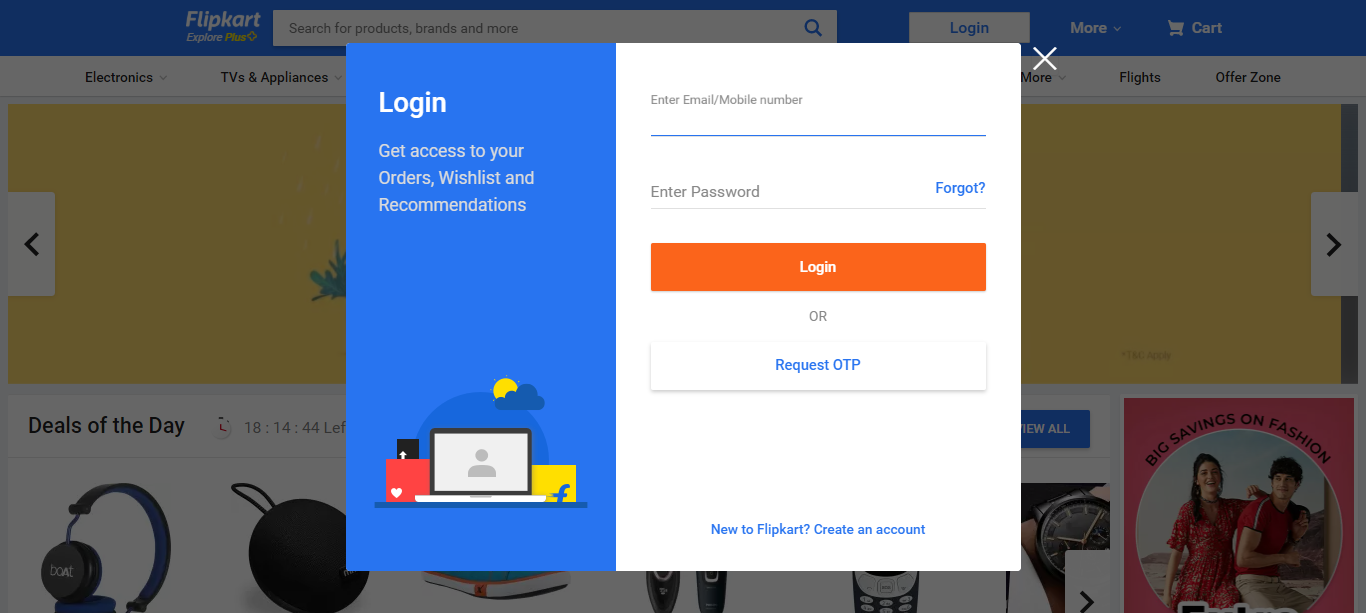 Flipkart
Explore Plus
Search for products, brands and more
Login
More
Cart
Electronics
TVs & Appliances
More
Flights
Offer Zone
Login
Get access to your
Orders, Wishlist and
Recommendations
Enter Email/Mobile number
Enter Password
Forgot?
Login
OR
Request OTP
New to Flipkart? Create an account
*T&C Apply
Deals of the Day
18 : 14 : 44 Left
VIEW ALL
BIG SAVINGS ON FASHION
boAt